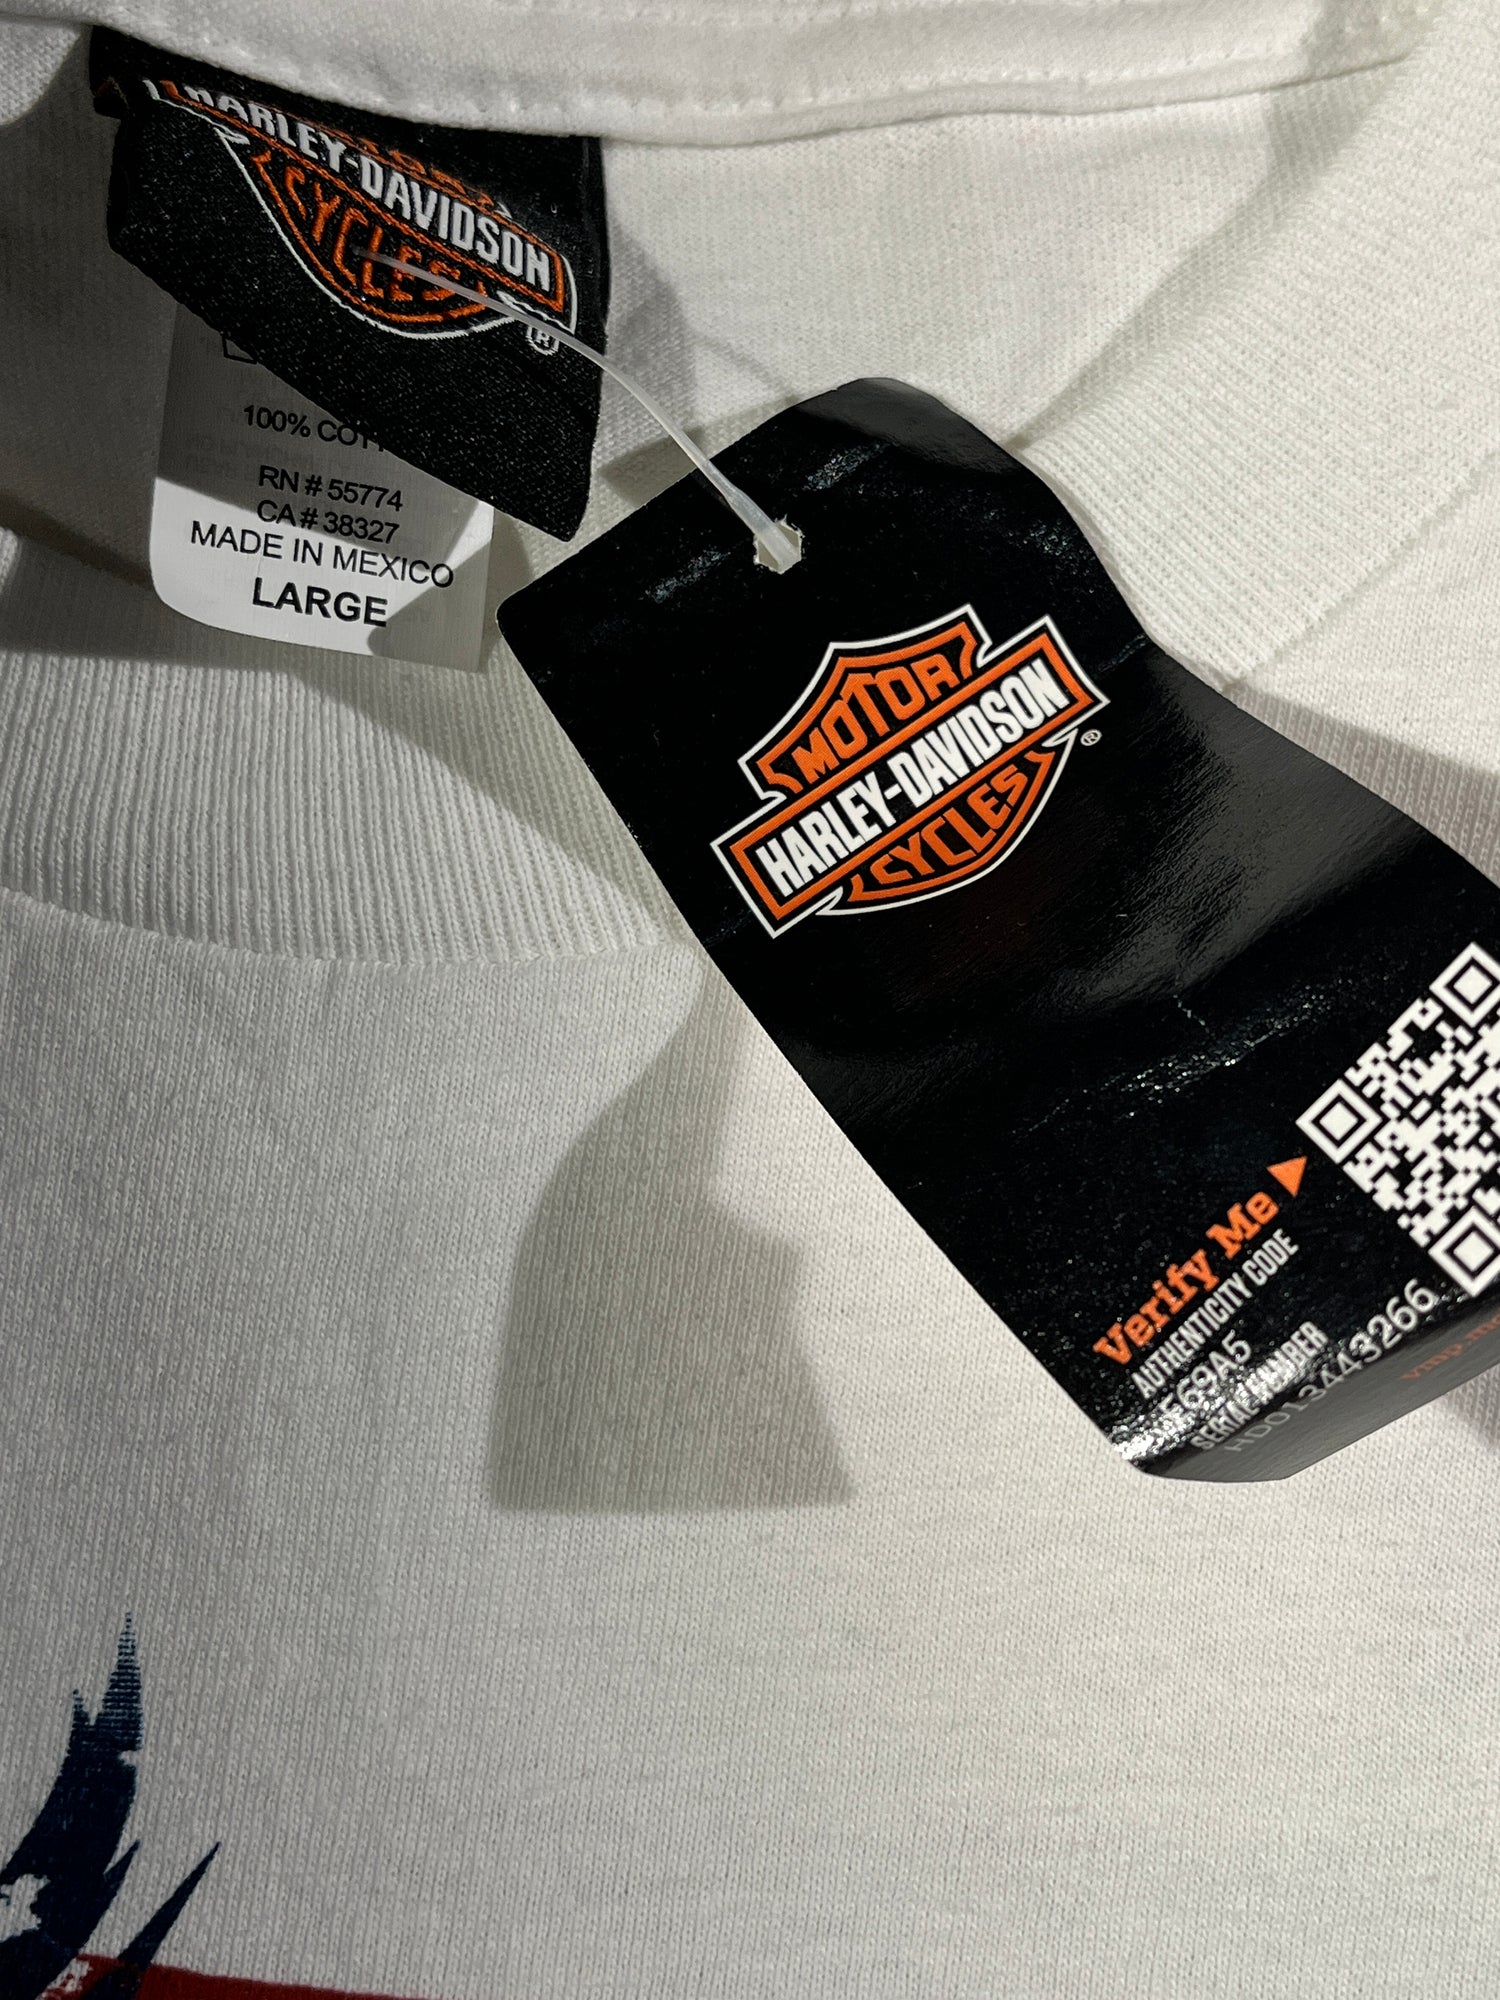 HARLEY-DAVIDSON
CYCLES
®
100%
RN # 55774
CA # 38327
MADE IN MEXICO
LARGE
MOTOR
HARLEY-DAVIDSON
CYCLES
®
Verify Me
AUTHENTICITY CODE
SERIAL NUMBER
HD013443266